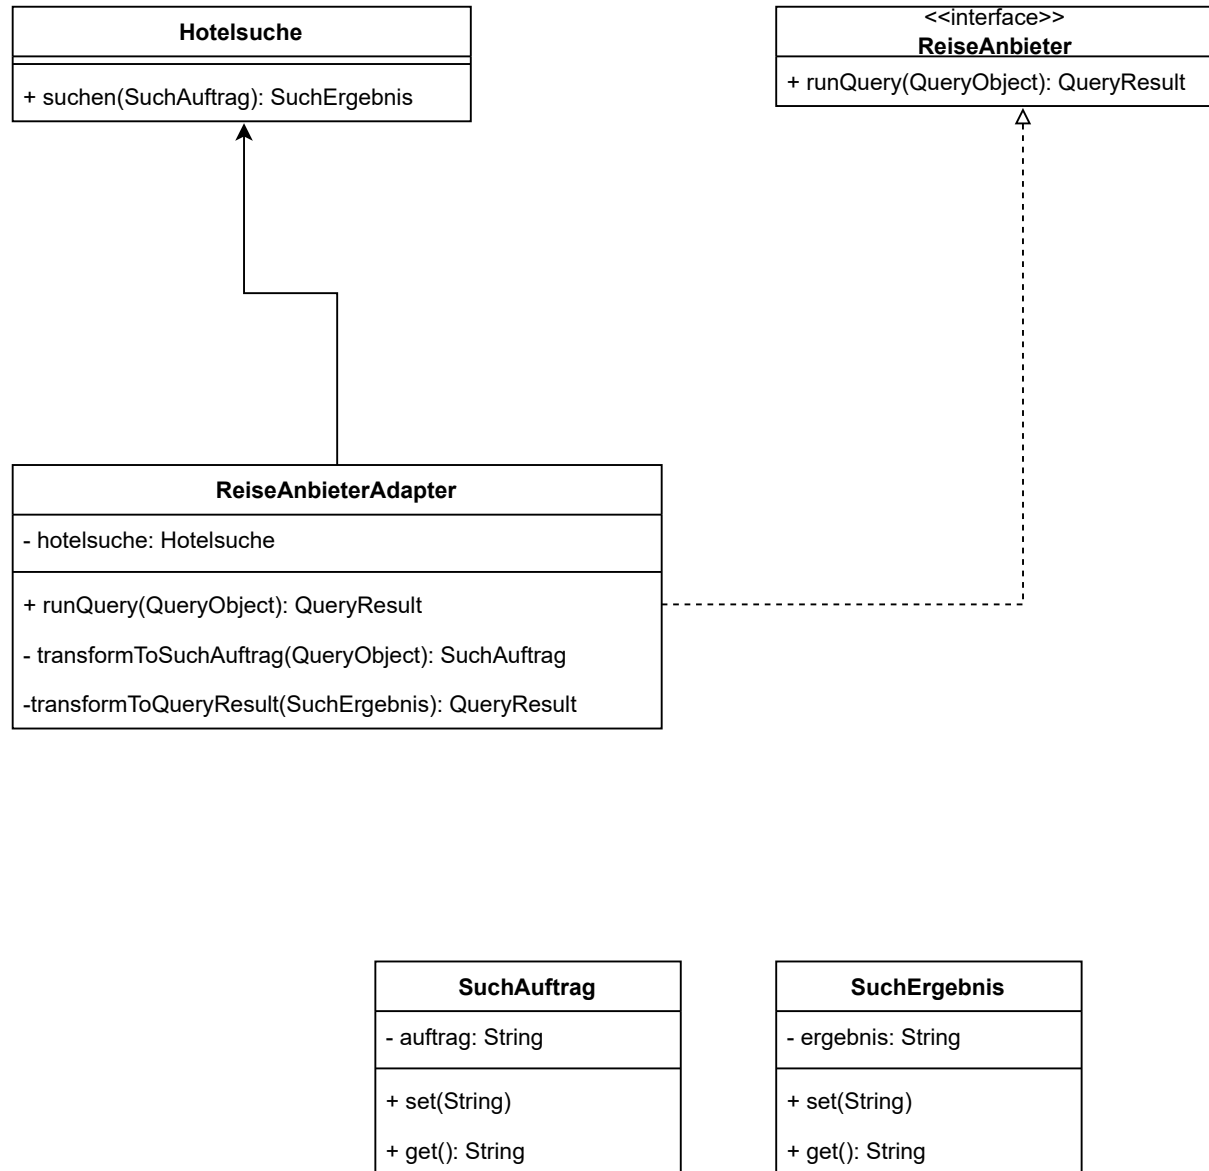 Hotelsuche
+ suchen(SuchAuftrag): SuchErgebnis
<<interface>>
ReiseAnbieter
+ runQuery(QueryObject): QueryResult
ReiseAnbieterAdapter
- hotelsuche: Hotelsuche
+ runQuery(QueryObject): QueryResult
- transformToSuchAuftrag(QueryObject): SuchAuftrag
-transformToQueryResult(SuchErgebnis): QueryResult
SuchAuftrag
- auftrag: String
+ set(String)
+ get(): String
SuchErgebnis
- ergebnis: String
+ set(String)
+ get(): String